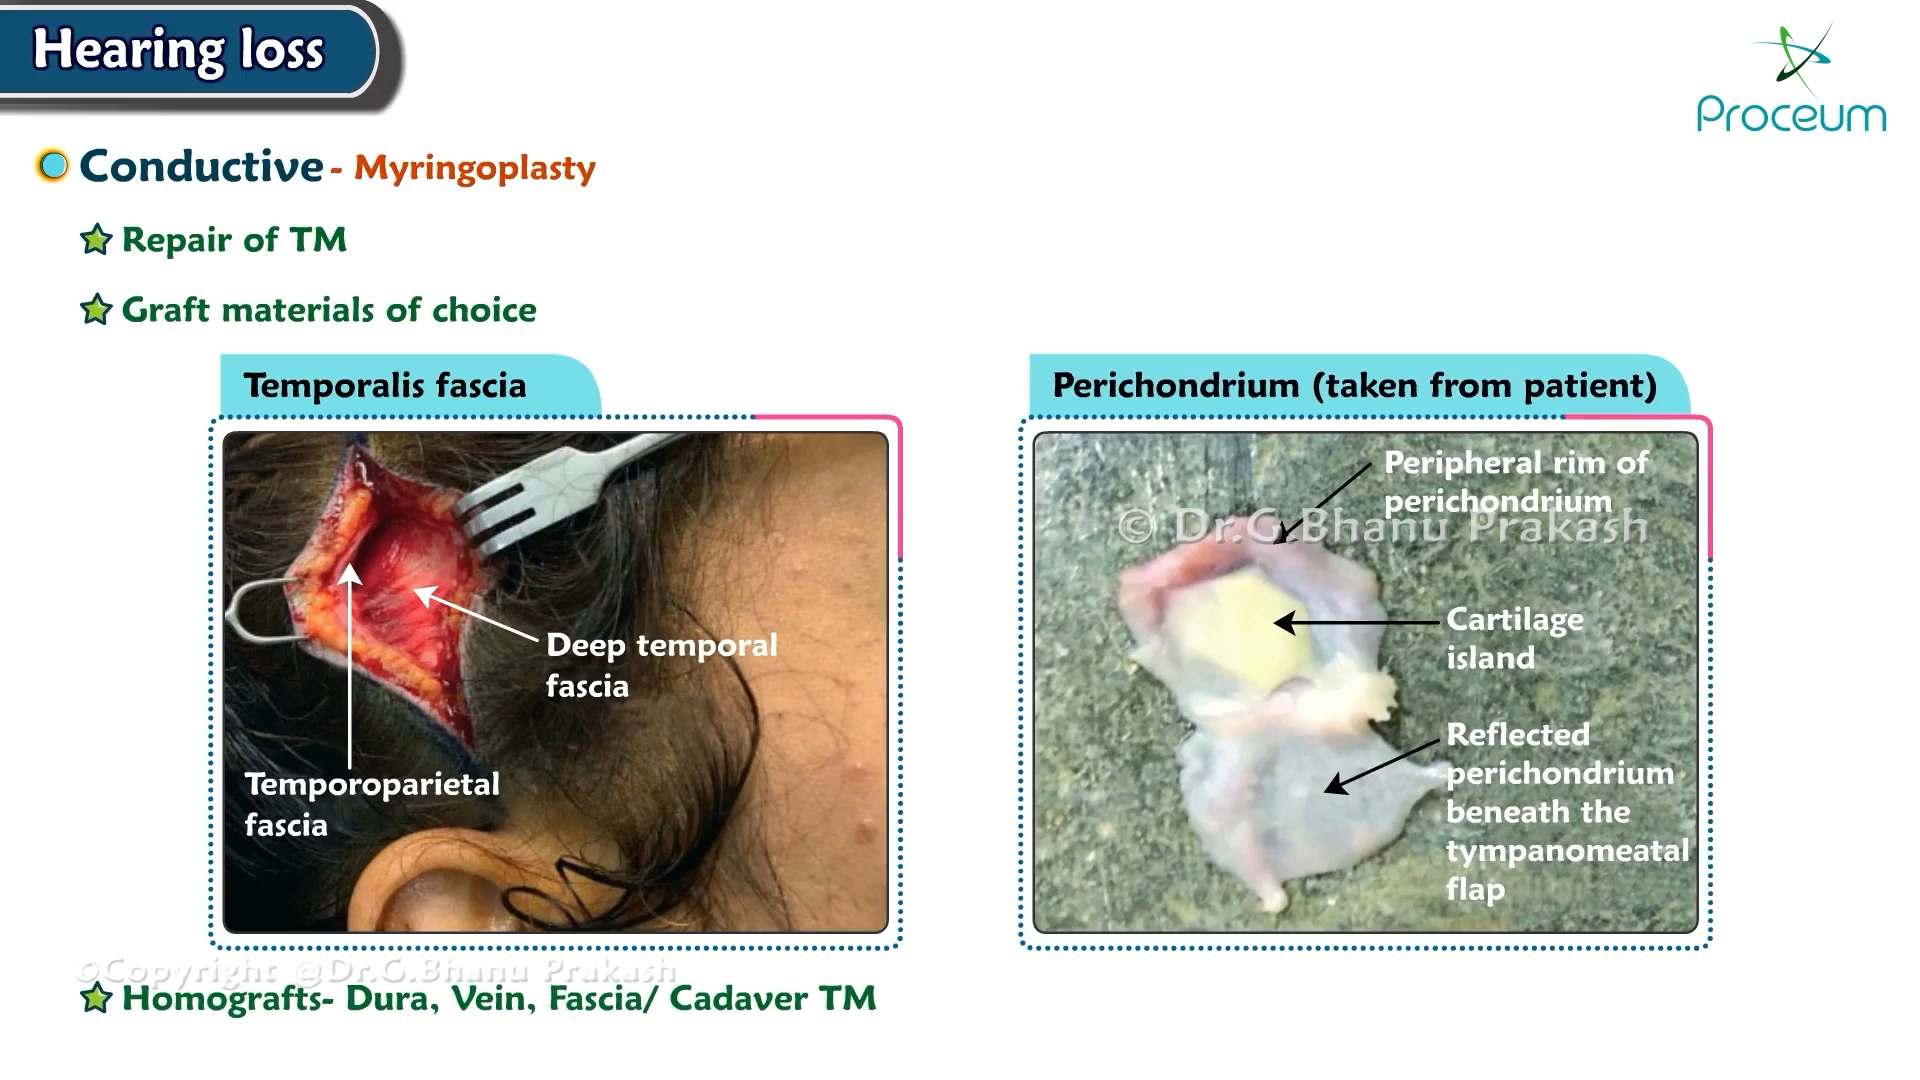 Hearing loss
Proceum
Conductive - Myringoplasty
Repair of TM
Graft materials of choice
Temporalis fascia
Deep temporal
fascia
Temporoparietal
fascia
Perichondrium (taken from patient)
Peripheral rim of
perichondrium
© Dr.G.Bhanu Prakash
Cartilage
island
Reflected
perichondrium
beneath the
tympanomeatal
flap
©Copyright @Dr.G.Bhanu Prakash
Homografts- Dura, Vein, Fascia/ Cadaver TM